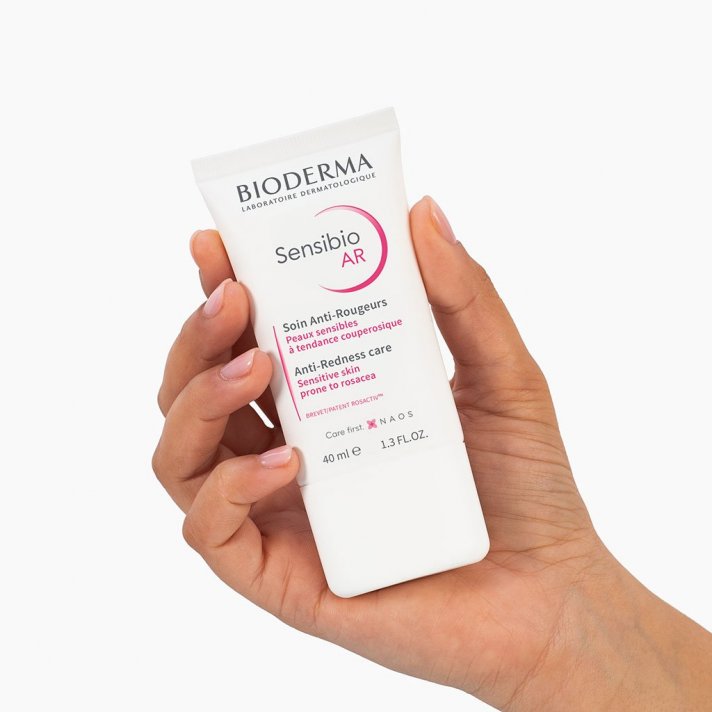 BIODERMA
LABORATOIRE DERMATOLOGIQUE
Sensibio
AR
Soin Anti-Rougeurs
Peaux sensibles
à tendance couperosique
Anti-Redness care
Sensitive skin
prone to rosacea
BREVET/PATENT ROSACTIV™
Care first. NAOS
40 ml ℮ 1.3 FL.OZ.